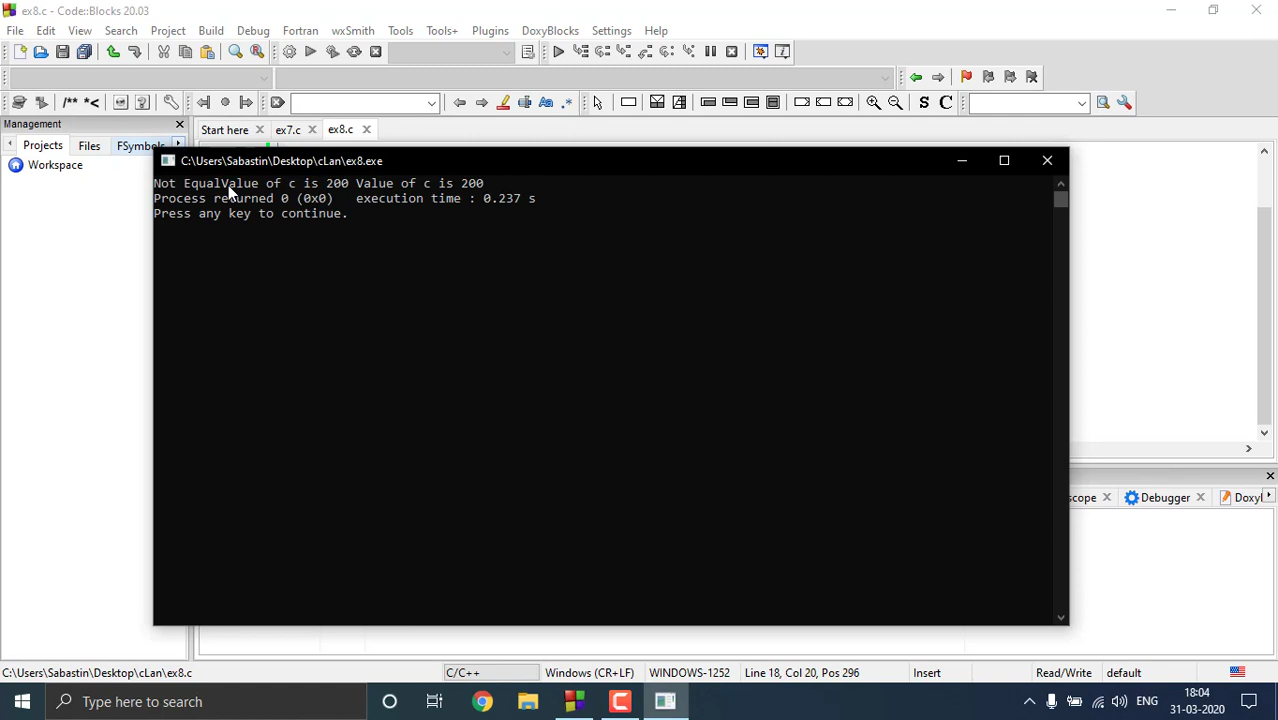 ex8.c - Code::Blocks 20.03
File Edit View Search Project Build Debug Fortran wxSmith Tools Tools+ Plugins DoxyBlocks Settings Help
/** *<
S C
Management
Start here ex7.c ex8.c
Projects Files FSymbols
Workspace
C:\Users\Sabastin\Desktop\cLan\ex8.exe
Not EqualValue of c is 200 Value of c is 200
Process returned 0 (0x0) execution time : 0.237 s
Press any key to continue.
scope Debugger Doxyl
C:\Users\Sabastin\Desktop\cLan\ex8.c C/C++ Windows (CR+LF) WINDOWS-1252 Line 18, Col 20, Pos 296 Insert Read/Write default
Type here to search
ENG
18:04
31-03-2020